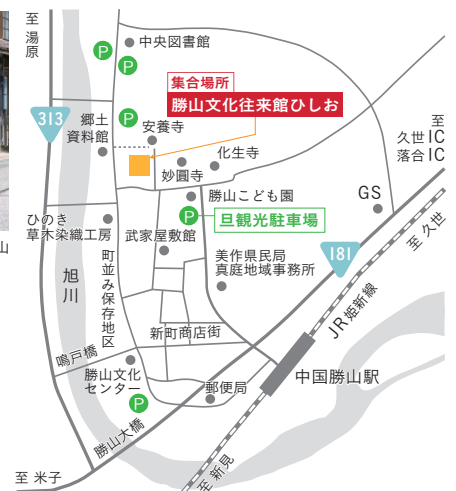 至
湯
原
中央図書館
P
P
集合場所
勝山文化往来館ひしお
313
P
郷土
資料館
安養寺
至
久世IC
落合IC
化生寺
妙圓寺
勝山こども園
GS
P
旦観光駐車場
ひのき
草木染織工房
山
武家屋敷館
至 久世
181
美作県民局
真庭地域事務所
町並み保存地区
旭
川
JR姫新線
新町商店街
鳴戸橋
勝山文化
センター
中国勝山駅
郵便局
P
勝山大橋
至 米子
至 新見